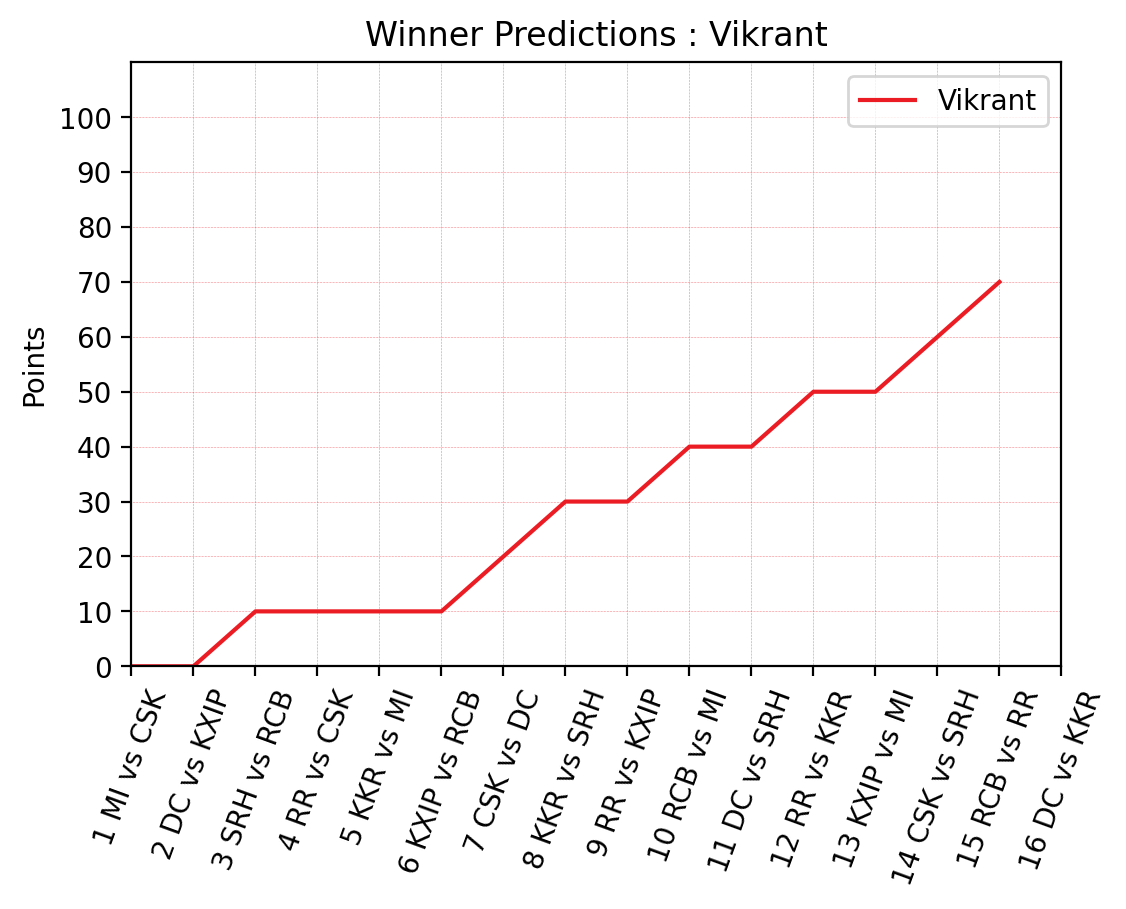 Winner Predictions : Vikrant
Vikrant
Points
100
90
80
70
60
50
40
30
20
10
0
1 MI vs CSK
2 DC vs KXIP
3 SRH vs RCB
4 RR vs CSK
5 KKR vs MI
6 KXIP vs RCB
7 CSK vs DC
8 KKR vs SRH
9 RR vs KXIP
10 RCB vs MI
11 DC vs SRH
12 RR vs KKR
13 KXIP vs MI
14 CSK vs SRH
15 RCB vs RR
16 DC vs KKR